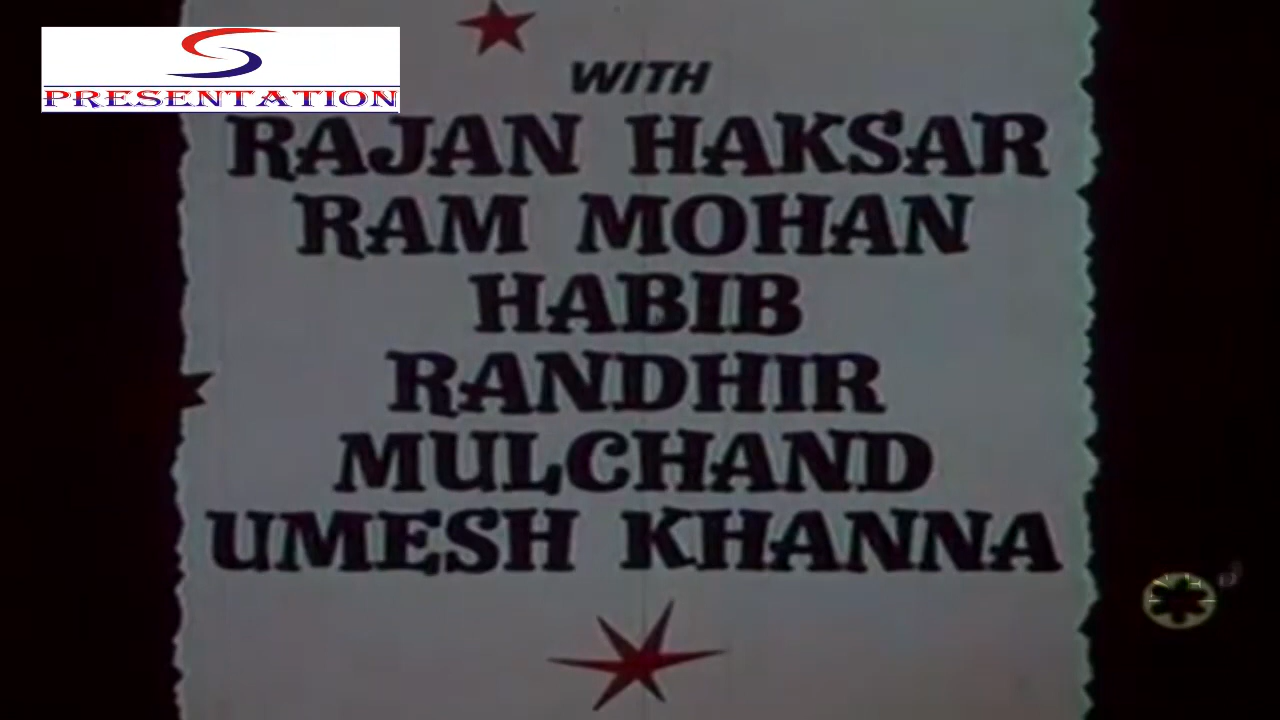 S
PRESENTATION
WITH
RAJAN HAKSAR
RAM MOHAN
HABIB
RANDHIR
MULCHAND
UMESH KHANNA